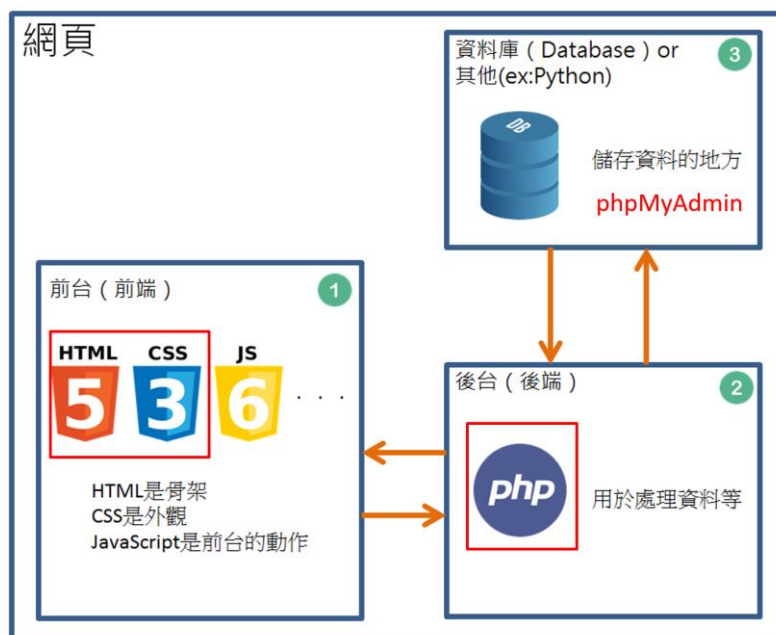 網頁
資料庫（Database）or
其他(ex:Python)
3
DB
儲存資料的地方
phpMyAdmin
前台（前端）
1
HTML
CSS
JS
5
3
6
· · ·
HTML是骨架
CSS是外觀
JavaScript是前台的動作
後台（後端）
2
php
用於處理資料等